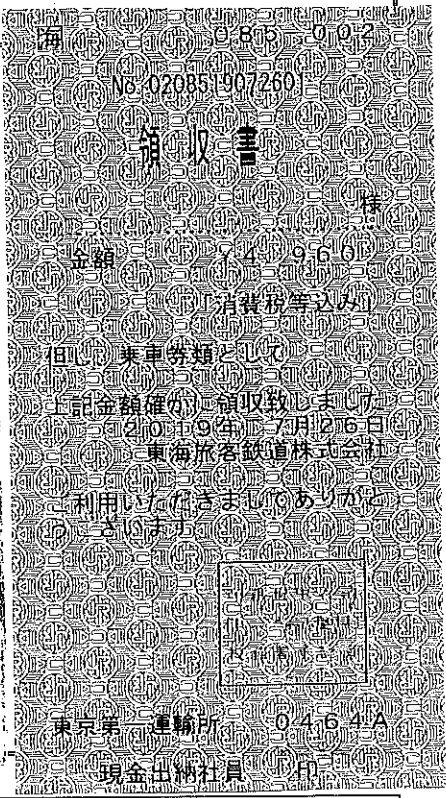 海 085-002
No. 0208519072601
領収書
様
金額 ¥4,960
「消費税等込み」
但し、乗車券類として
上記金額確かに領収致しました
2019年 7月26日
東海旅客鉄道株式会社
ご利用いただきましてありがと
うございます。
東京第一運輸所 0464A
現金出納社員 印